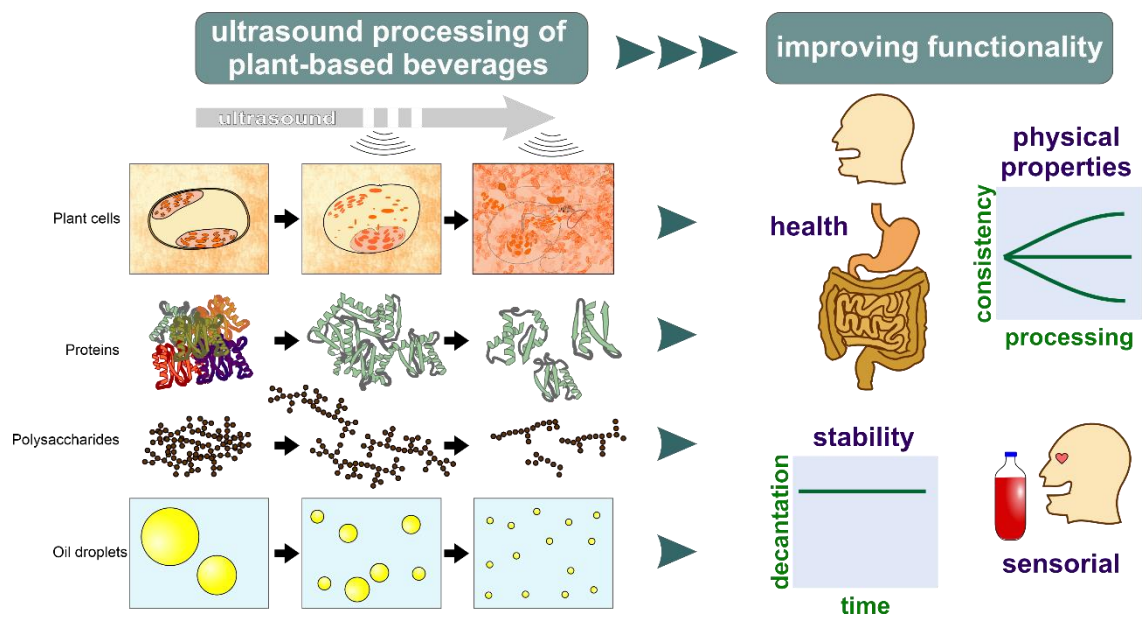 ultrasound processing of
plant-based beverages
improving functionality
ultrasound
Plant cells
Proteins
Polysaccharides
Oil droplets
health
physical
properties
consistency
processing
stability
decantation
time
sensorial